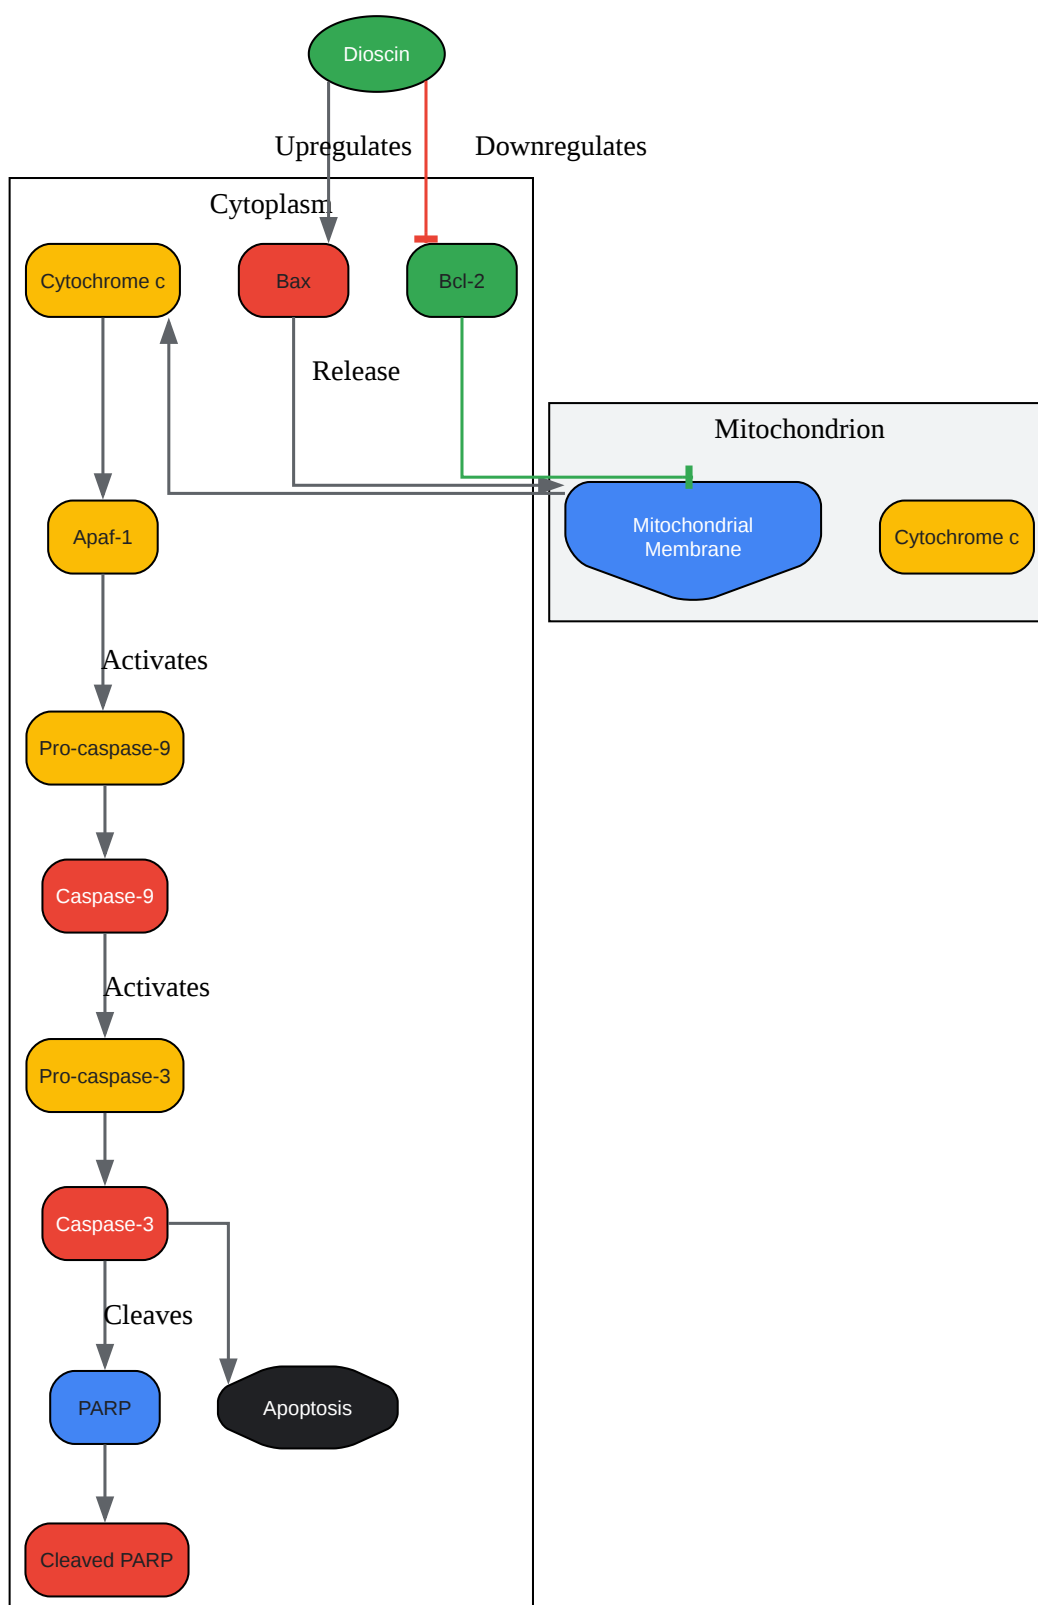 Dioscin
Upregulates
Downregulates
Cytoplasm
Cytochrome c
Bax
Bcl-2
Release
Mitochondrion
Apaf-1
Mitochondrial
Membrane
Cytochrome c
Activates
Pro-caspase-9
Caspase-9
Activates
Pro-caspase-3
Caspase-3
Cleaves
PARP
Apoptosis
Cleaved PARP